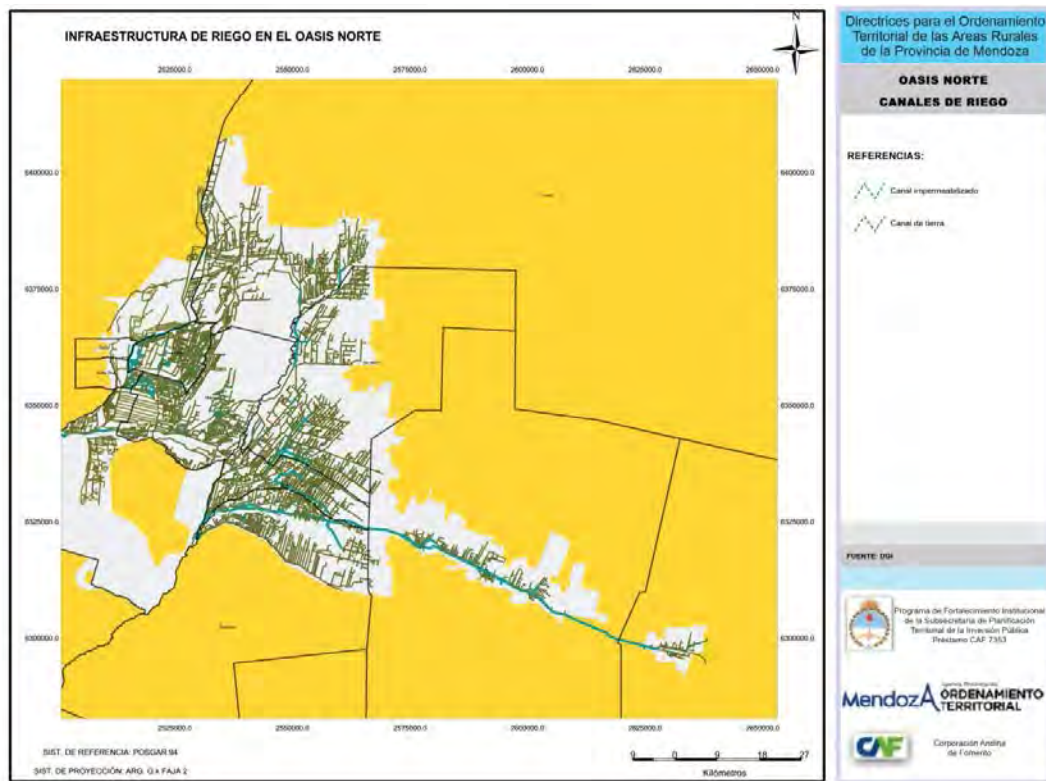 INFRAESTRUCTURA DE RIEGO EN EL OASIS NORTE
N
2525000.0 2550000.0 2575000.0 2600000.0 2625000.0 2650000.0
6400000.0 6400000.0
6375000.0 6375000.0
6350000.0 6350000.0
6325000.0 6325000.0
6300000.0 6300000.0
2525000.0 2550000.0 2575000.0 2600000.0 2625000.0 2650000.0
SIST. DE REFERENCIA: POSGAR 94
SIST. DE PROYECCIÓN: ARG. G.k FAJA 2
9 0 9 18 27
Kilómetros
Directrices para el Ordenamiento
Territorial de las Areas Rurales
de la Provincia de Mendoza
OASIS NORTE
CANALES DE RIEGO
REFERENCIAS:
Canal impermeabilizado
Canal de tierra
FUENTE: DGI
Programa de Fortalecimiento Institucional
de la Subsecretaría de Planificación
Territorial de la Inversión Pública
Préstamo CAF 7353
MendozA
ORDENAMIENTO
TERRITORIAL
CAF
Corporación Andina
de Fomento